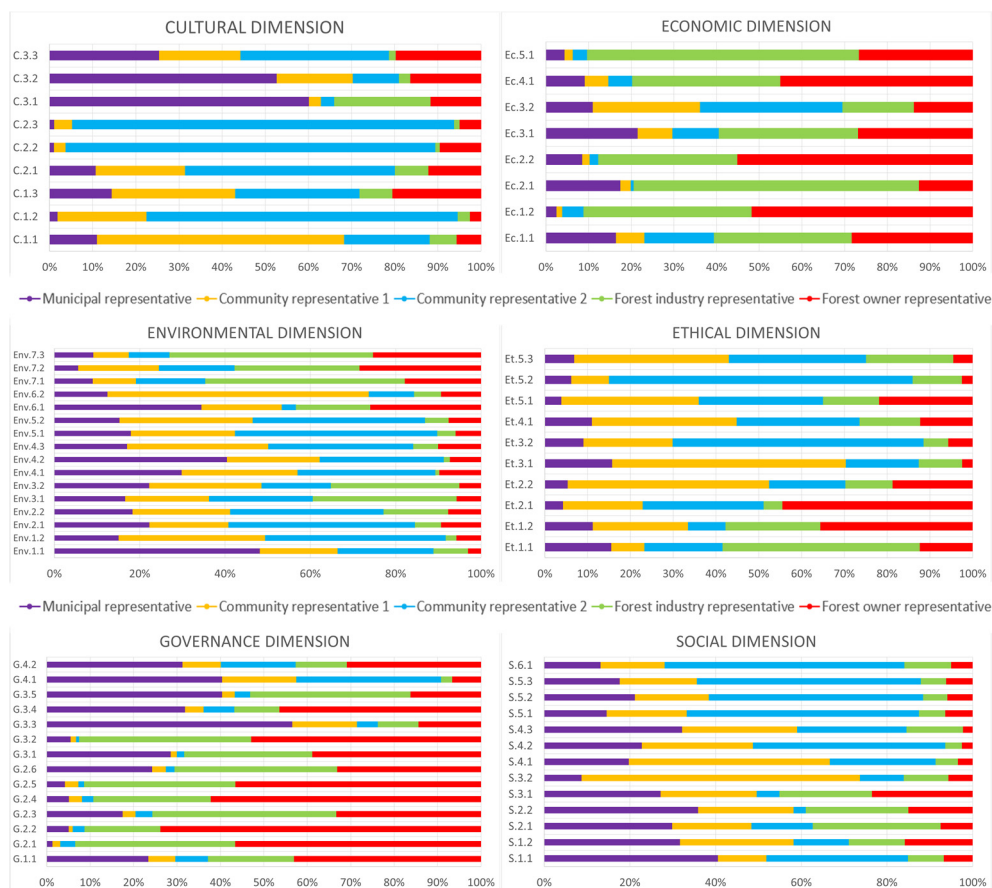 CULTURAL DIMENSION
C.3.3
C.3.2
C.3.1
C.2.3
C.2.2
C.2.1
C.1.3
C.1.2
C.1.1
0% 10% 20% 30% 40% 50% 60% 70% 80% 90% 100%
ECONOMIC DIMENSION
Ec.5.1
Ec.4.1
Ec.3.2
Ec.3.1
Ec.2.2
Ec.2.1
Ec.1.2
Ec.1.1
0% 10% 20% 30% 40% 50% 60% 70% 80% 90% 100%
Municipal representative Community representative 1 Community representative 2 Forest industry representative Forest owner representative
ENVIRONMENTAL DIMENSION
Env.7.3
Env.7.2
Env.7.1
Env.6.2
Env.6.1
Env.5.2
Env.5.1
Env.4.3
Env.4.2
Env.4.1
Env.3.2
Env.3.1
Env.2.2
Env.2.1
Env.1.2
Env.1.1
0% 10% 20% 30% 40% 50% 60% 70% 80% 90% 100%
ETHICAL DIMENSION
Et.5.3
Et.5.2
Et.5.1
Et.4.1
Et.3.2
Et.3.1
Et.2.2
Et.2.1
Et.1.2
Et.1.1
0% 10% 20% 30% 40% 50% 60% 70% 80% 90% 100%
Municipal representative Community representative 1 Community representative 2 Forest industry representative Forest owner representative
GOVERNANCE DIMENSION
G.4.2
G.4.1
G.3.5
G.3.4
G.3.3
G.3.2
G.3.1
G.2.6
G.2.5
G.2.4
G.2.3
G.2.2
G.2.1
G.1.1
0% 10% 20% 30% 40% 50% 60% 70% 80% 90% 100%
SOCIAL DIMENSION
S.6.1
S.5.3
S.5.2
S.5.1
S.4.3
S.4.2
S.4.1
S.3.2
S.3.1
S.2.2
S.2.1
S.1.2
S.1.1
0% 10% 20% 30% 40% 50% 60% 70% 80% 90% 100%